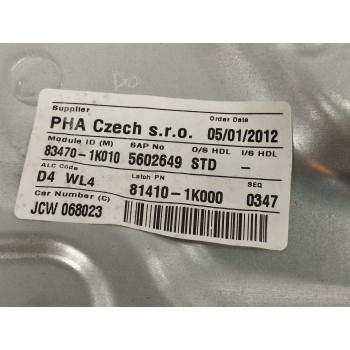 DO
Supplier Order Date
PHA Czech s.r.o. 05/01/2012
Module ID (M) SAP No O/S HDL I/S HDL
83470-1K010 5602649 STD -
ALC Code Latch PN SEQ
D4 WL4 81410-1K000 0347
Car Number (C)
JCW 068023